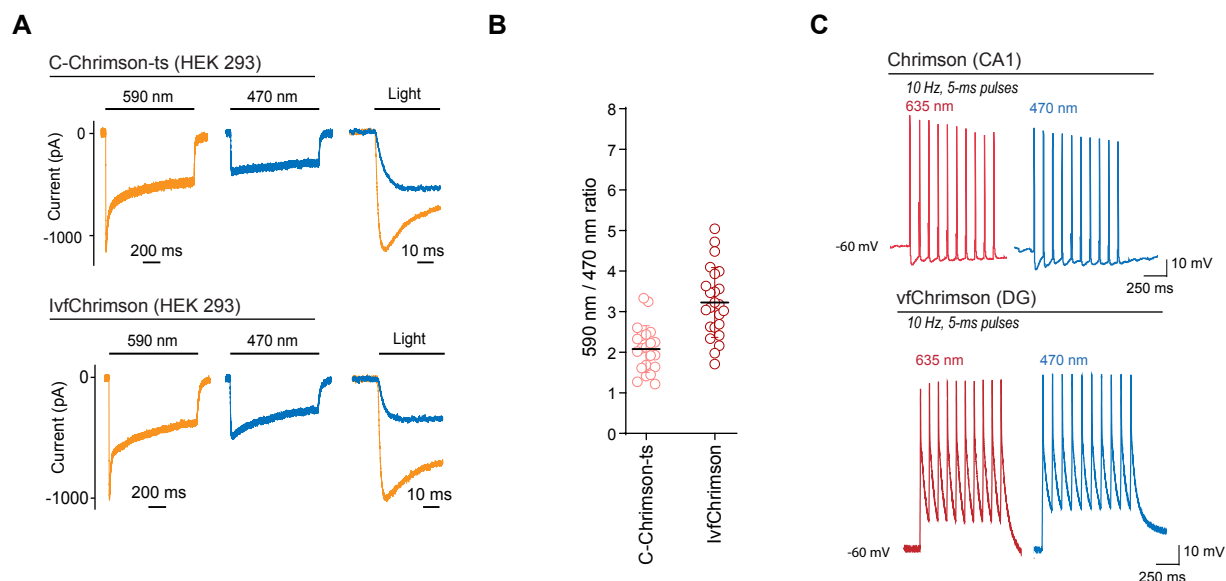 A
C-Chrimson-ts (HEK 293)
590 nm
470 nm
Light
0
Current (pA)
-1000
200 ms
10 ms
IvfChrimson (HEK 293)
590 nm
470 nm
Light
0
Current (pA)
-1000
200 ms
10 ms
B
8
7
6
5
4
3
2
1
0
590 nm / 470 nm ratio
C-Chrimson-ts
IvfChrimson
C
Chrimson (CA1)
10 Hz, 5-ms pulses
635 nm
470 nm
-60 mV
10 mV
250 ms
vfChrimson (DG)
10 Hz, 5-ms pulses
635 nm
470 nm
-60 mV
10 mV
250 ms